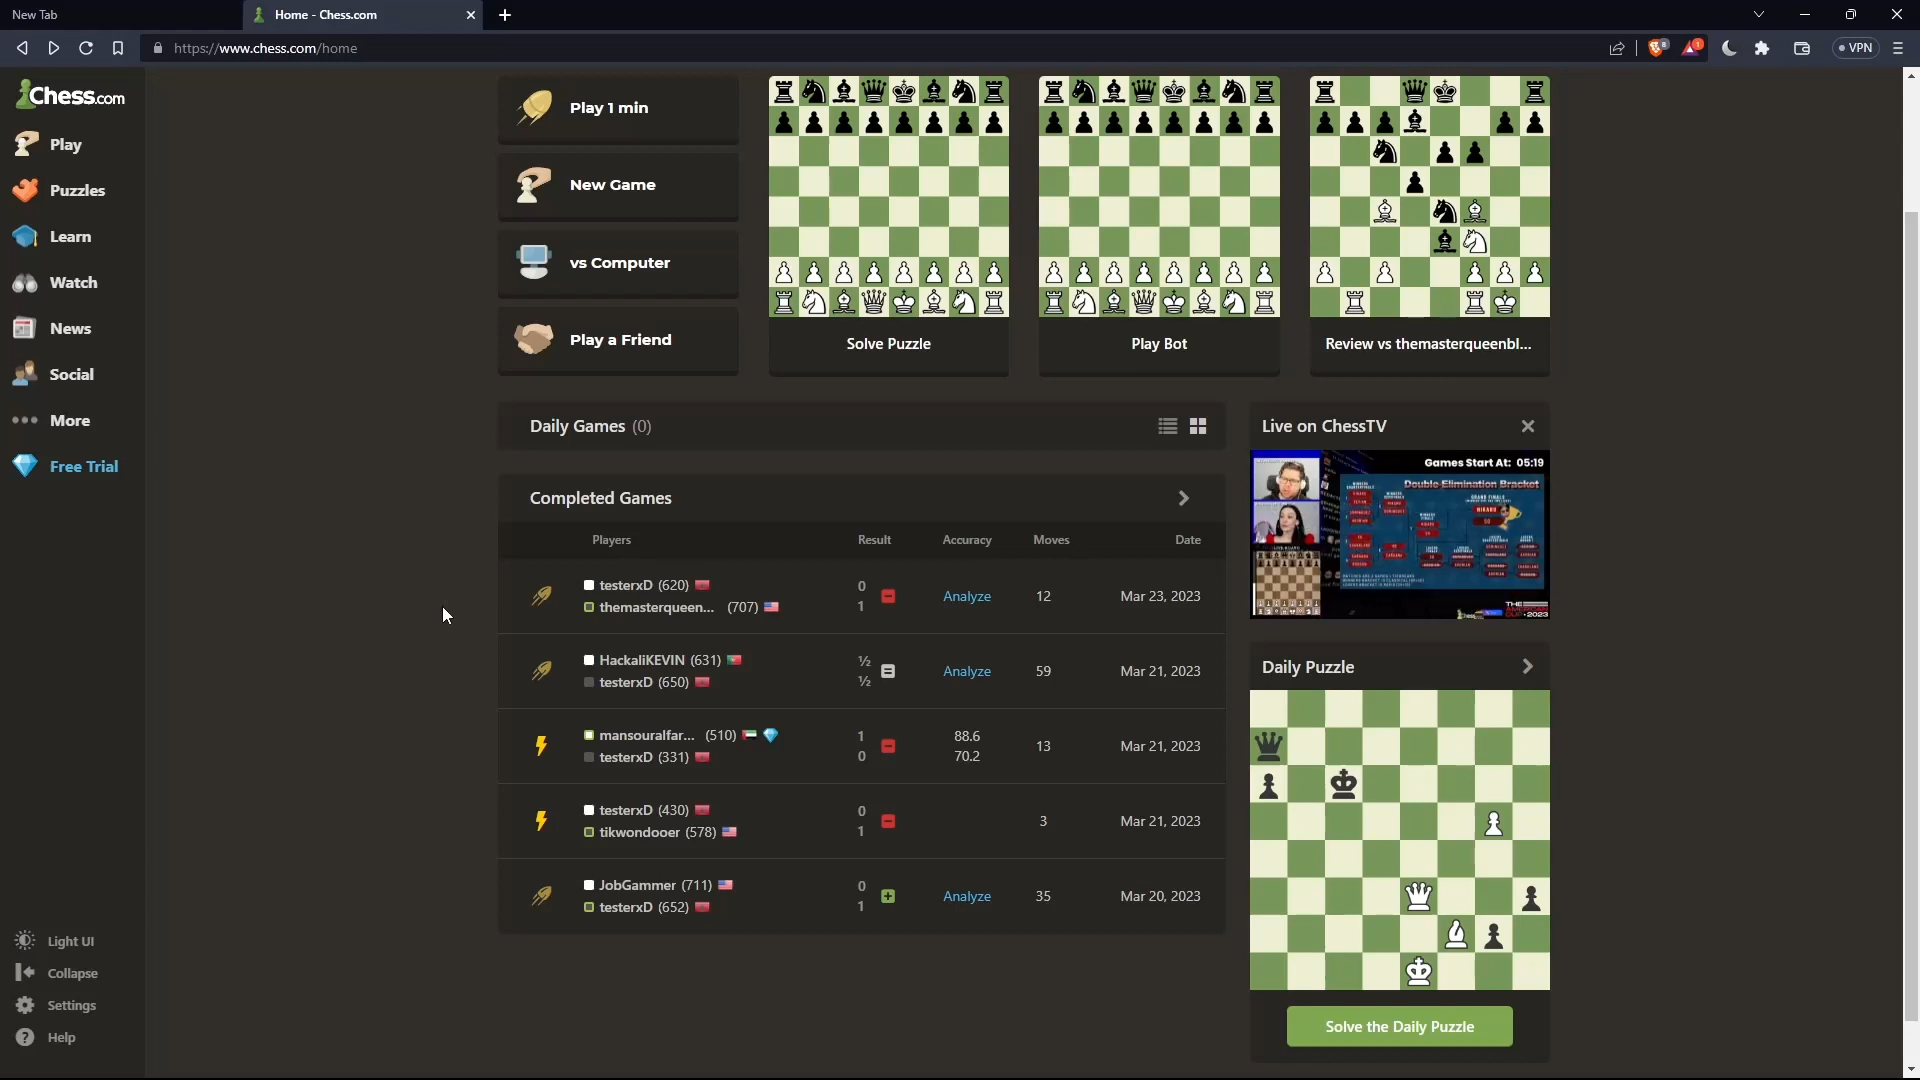 New Tab
Home - Chess.com
https://www.chess.com/home
8
1
VPN
Chess.com
Play
Puzzles
Learn
Watch
News
Social
More
Free Trial
Light UI
Collapse
Settings
Help
Play 1 min
New Game
vs Computer
Play a Friend
Solve Puzzle
Play Bot
Review vs themasterqueenbl...
Daily Games (0)
Completed Games
Players Result Accuracy Moves Date
testerxD (620) 0
themasterqueen... (707) 1
Analyze 12 Mar 23, 2023
HackaliKEVIN (631) ½
testerxD (650) ½
Analyze 59 Mar 21, 2023
mansouralfar... (510) 1 88.6
testerxD (331) 0 70.2
13 Mar 21, 2023
testerxD (430) 0
tikwondooer (578) 1
3 Mar 21, 2023
JobGammer (711) 0
testerxD (652) 1
Analyze 35 Mar 20, 2023
Live on ChessTV
Games Start At: 05:19
Double Elimination Bracket
Daily Puzzle
Solve the Daily Puzzle